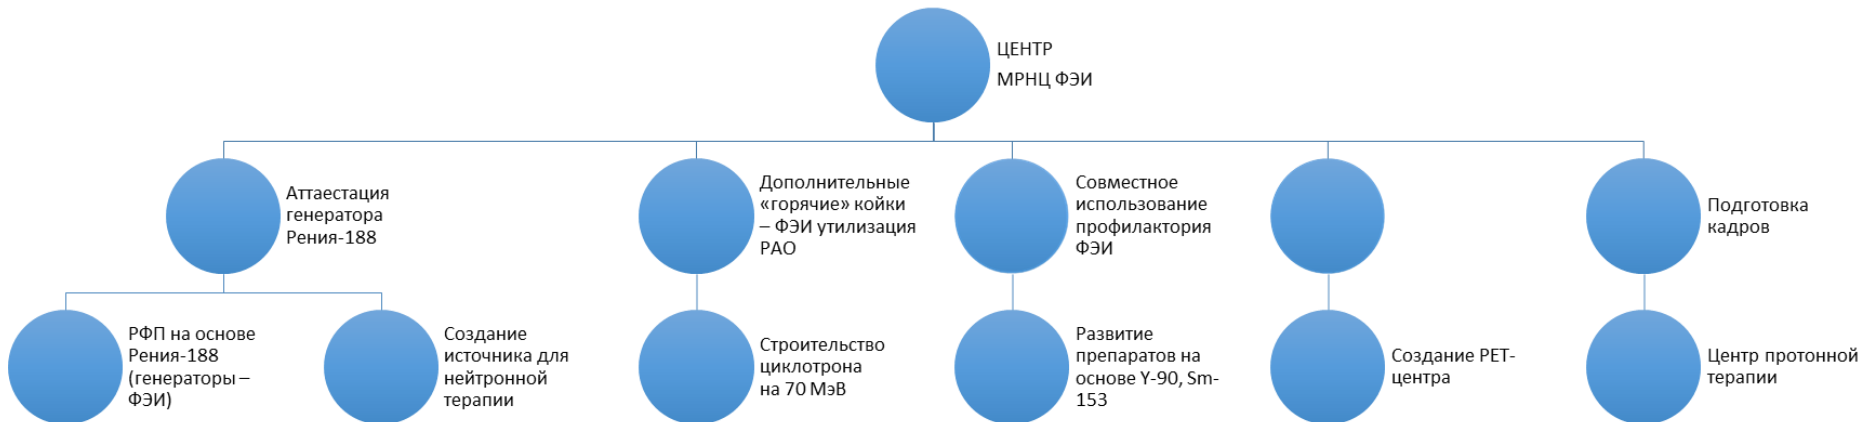 ЦЕНТР
МРНЦ ФЭИ
Аттаестация
генератора
Рения-188
Дополнительные
«горячие» койки
– ФЭИ утилизация
РАО
Совместное
использование
профилактория
ФЭИ
Подготовка
кадров
РФП на основе
Рения-188
(генераторы –
ФЭИ)
Создание
источника для
нейтронной
терапии
Строительство
циклотрона
на 70 МэВ
Развитие
препаратов на
основе Y-90, Sm-
153
Создание PET-
центра
Центр протонной
терапии